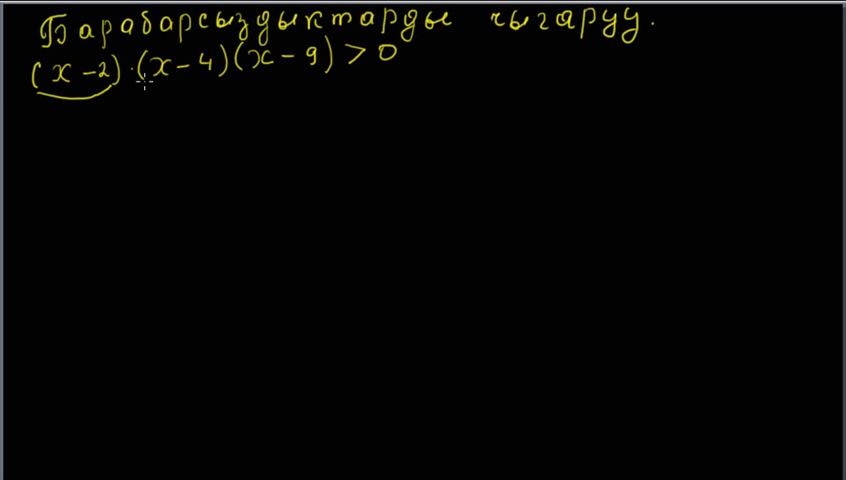 Барабарсыздыктарды чыгаруу.
(x-2)·(x-4)(x-9)>0